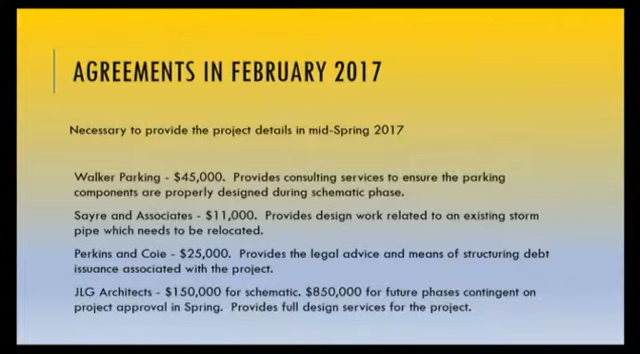 AGREEMENTS IN FEBRUARY 2017
Necessary to provide the project details in mid-Spring 2017
Walker Parking - $45,000. Provides consulting services to ensure the parking
components are properly designed during schematic phase.
Sayre and Associates - $11,000. Provides design work related to an existing storm
pipe which needs to be relocated.
Perkins and Coie - $25,000. Provides the legal advice and means of structuring debt
issuance associated with the project.
JLG Architects - $150,000 for schematic. $850,000 for future phases contingent on
project approval in Spring. Provides full design services for the project.